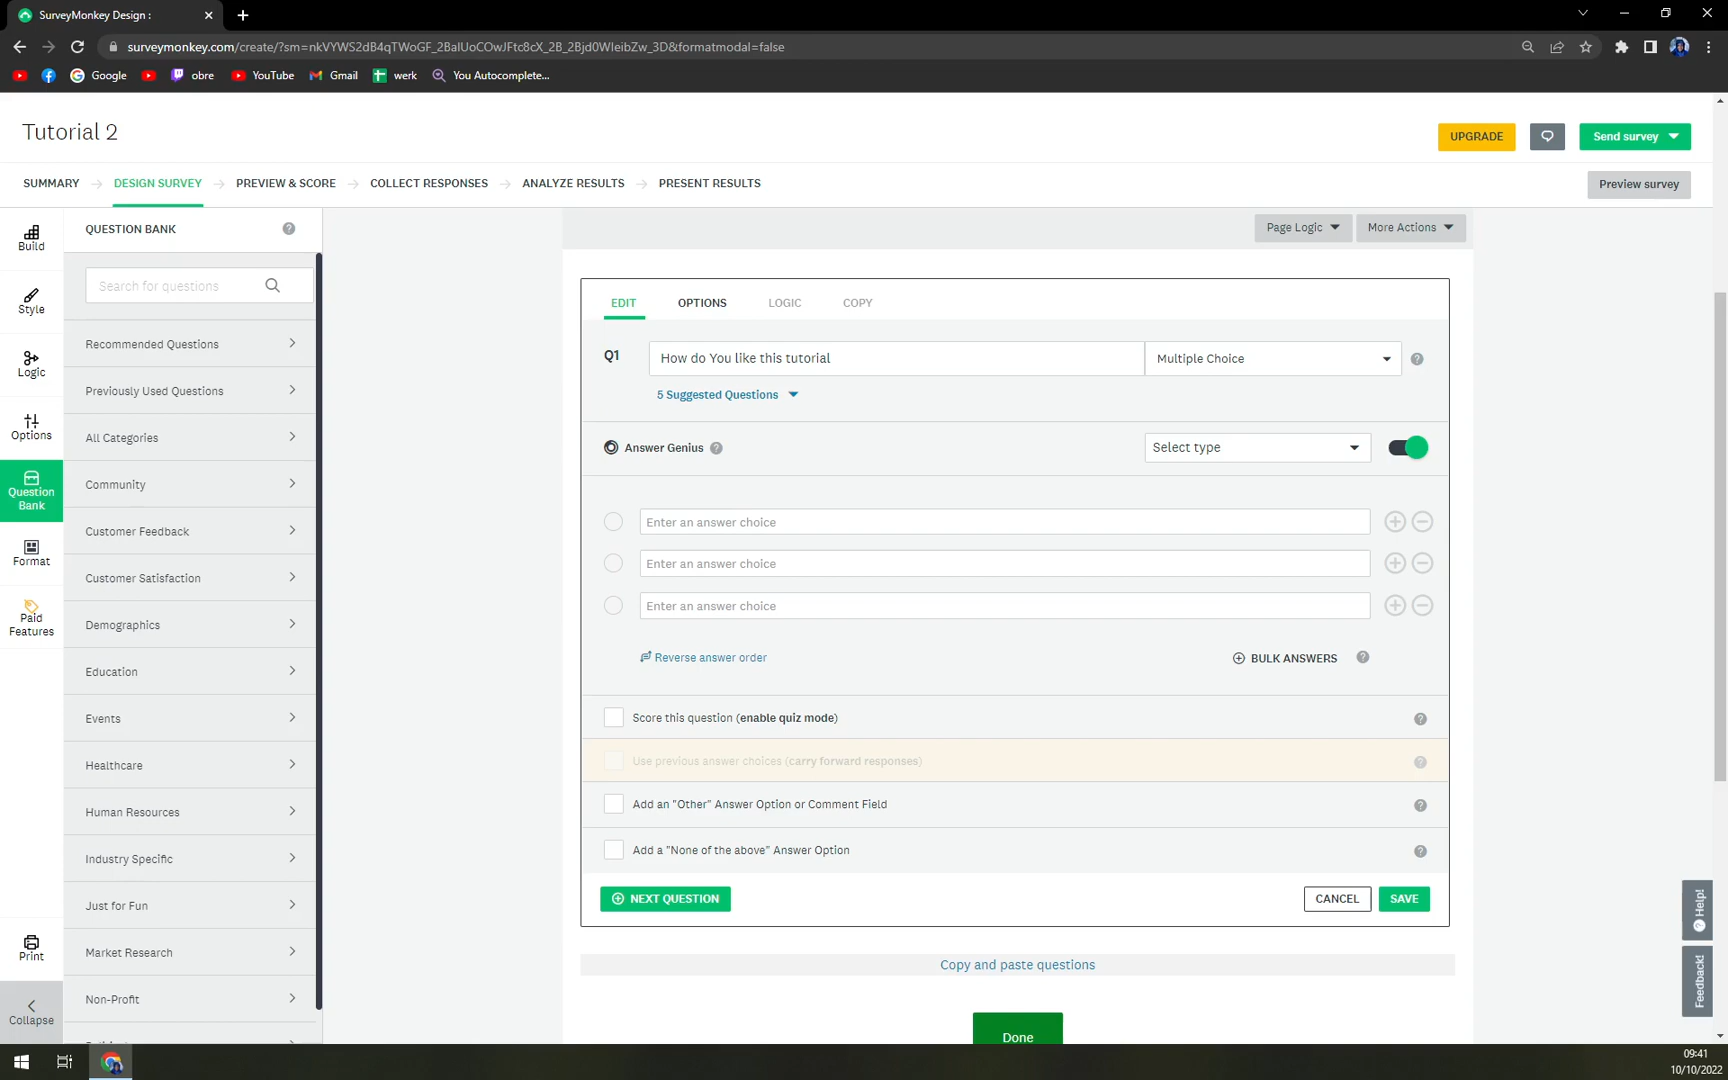 SurveyMonkey Design :
surveymonkey.com/create/?sm=nkVYWS2dB4qTWoGF_2BalUoCOwJFtc8cX_2B_2Bjd0WIeibZw_3D&formatmodal=false
Google
obre
YouTube
Gmail
werk
You Autocomplete...
Tutorial 2
UPGRADE
Send survey
SUMMARY
DESIGN SURVEY
PREVIEW & SCORE
COLLECT RESPONSES
ANALYZE RESULTS
PRESENT RESULTS
Preview survey
Build
Style
Logic
Options
Question
Bank
Format
Paid
Features
Print
Collapse
QUESTION BANK
Search for questions
Recommended Questions
Previously Used Questions
All Categories
Community
Customer Feedback
Customer Satisfaction
Demographics
Education
Events
Healthcare
Human Resources
Industry Specific
Just for Fun
Market Research
Non-Profit
Page Logic
More Actions
EDIT
OPTIONS
LOGIC
COPY
Q1
How do You like this tutorial
Multiple Choice
5 Suggested Questions
Answer Genius
Select type
Enter an answer choice
Enter an answer choice
Enter an answer choice
Reverse answer order
BULK ANSWERS
Score this question (enable quiz mode)
Use previous answer choices (carry forward responses)
Add an "Other" Answer Option or Comment Field
Add a "None of the above" Answer Option
NEXT QUESTION
CANCEL
SAVE
Copy and paste questions
Done
Help!
Feedback!
09:41
10/10/2022